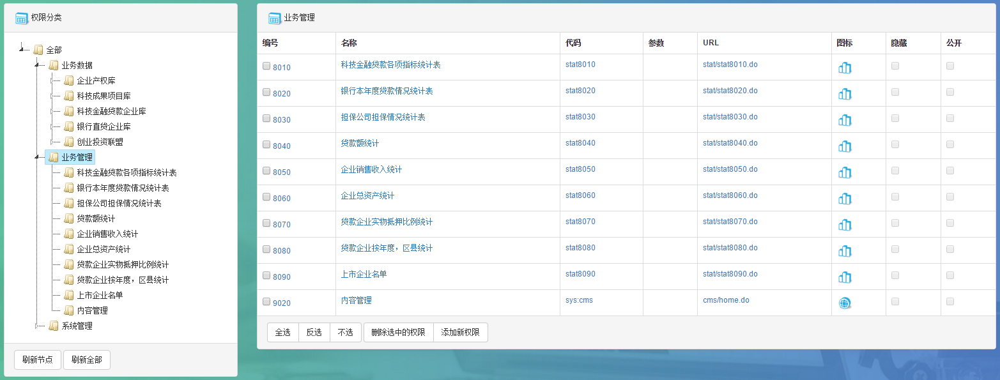 权限分类
全部
业务数据
企业产权库
科技成果项目库
科技金融贷款企业库
银行直贷企业库
创业投资联盟
业务管理
科技金融贷款各项指标统计表
银行本年度贷款情况统计表
担保公司担保情况统计表
贷款额统计
企业销售收入统计
企业总资产统计
贷款企业实物抵押比例统计
贷款企业按年度，区县统计
上市企业名单
内容管理
系统管理
刷新节点 刷新全部
业务管理
编号 名称 代码 参数 URL 图标 隐藏 公开
8010 科技金融贷款各项指标统计表 stat8010 stat/stat8010.do
8020 银行本年度贷款情况统计表 stat8020 stat/stat8020.do
8030 担保公司担保情况统计表 stat8030 stat/stat8030.do
8040 贷款额统计 stat8040 stat/stat8040.do
8050 企业销售收入统计 stat8050 stat/stat8050.do
8060 企业总资产统计 stat8060 stat/stat8060.do
8070 贷款企业实物抵押比例统计 stat8070 stat/stat8070.do
8080 贷款企业按年度，区县统计 stat8080 stat/stat8080.do
8090 上市企业名单 stat8090 stat/stat8090.do
9020 内容管理 sys:cms cms/home.do
全选 反选 不选 删除选中的权限 添加新权限